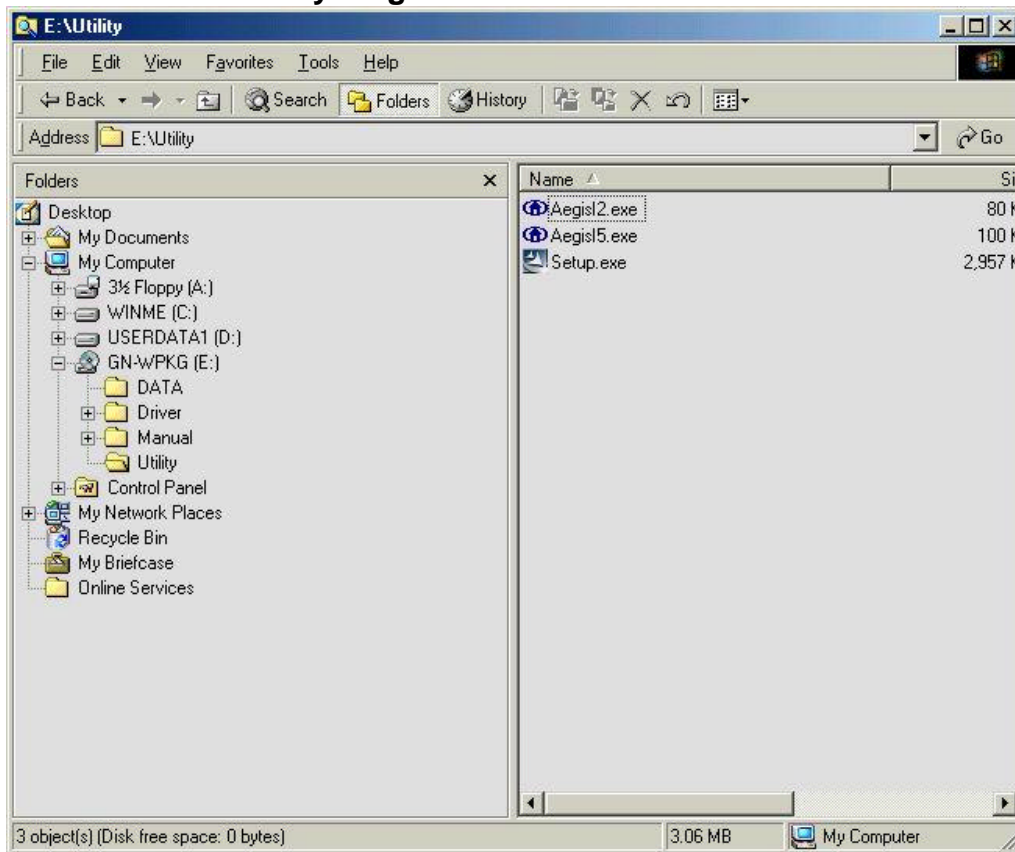 E:\Utility
File Edit View Favorites Tools Help
Back Search Folders History
Address E:\Utility Go
Folders
Desktop
My Documents
My Computer
3½ Floppy (A:)
WINME (C:)
USERDATA1 (D:)
GN-WPKG (E:)
DATA
Driver
Manual
Utility
Control Panel
My Network Places
Recycle Bin
My Briefcase
Online Services
Name Si
Aegisl2.exe 80 K
Aegisl5.exe 100 K
Setup.exe 2,957 K
3 object(s) (Disk free space: 0 bytes) 3.06 MB My Computer